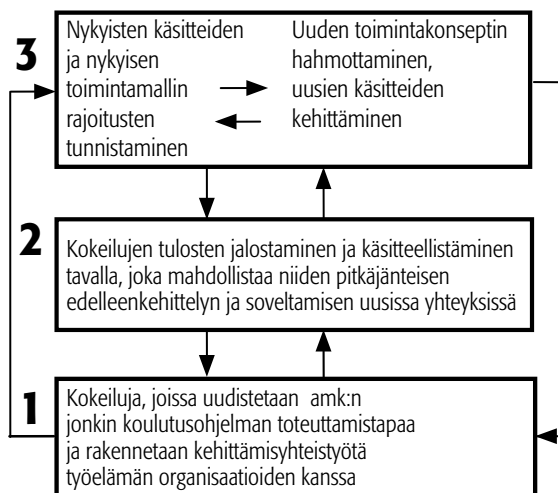 3
Nykyisten käsitteiden
ja nykyisen
toimintamallin
rajoitusten
tunnistaminen
Uuden toimintakonseptin
hahmottaminen,
uusien käsitteiden
kehittäminen
2
Kokeilujen tulosten jalostaminen ja käsitteellistäminen
tavalla, joka mahdollistaa niiden pitkäjänteisen
edelleenkehittelyn ja soveltamisen uusissa yhteyksissä
1
Kokeiluja, joissa uudistetaan amk:n
jonkin koulutusohjelman toteuttamistapaa
ja rakennetaan kehittämisyhteistyötä
työelämän organisaatioiden kanssa